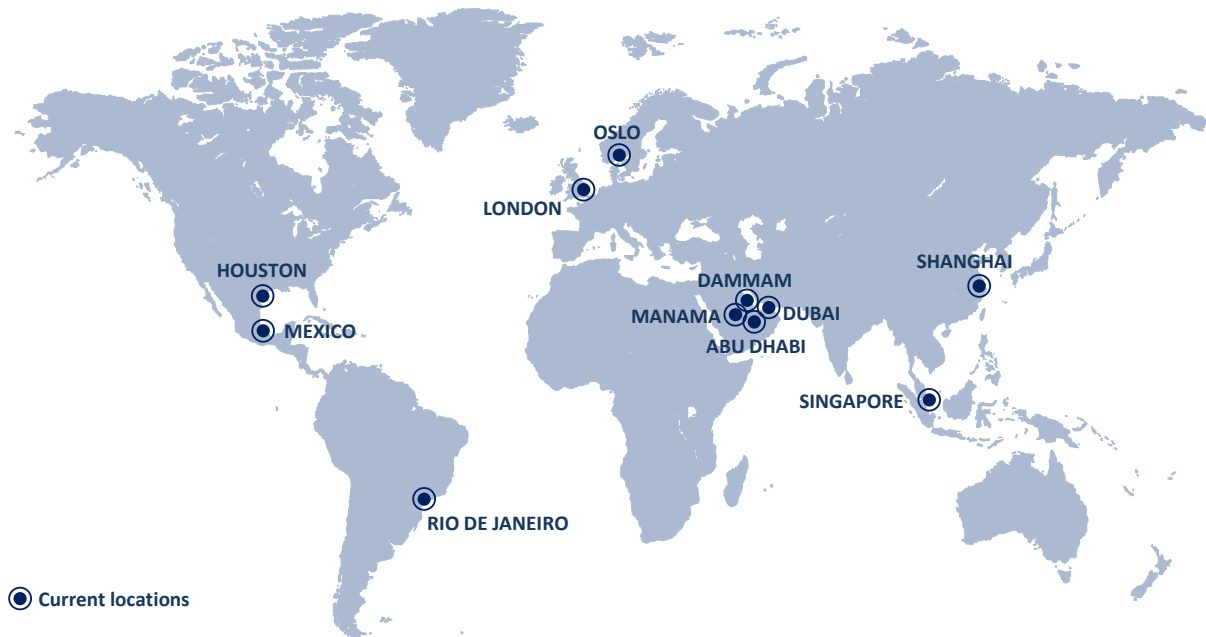 OSLO
LONDON
HOUSTON
SHANGHAI
DAMMAM
MANAMA
DUBAI
MEXICO
ABU DHABI
SINGAPORE
RIO DE JANEIRO
Current locations